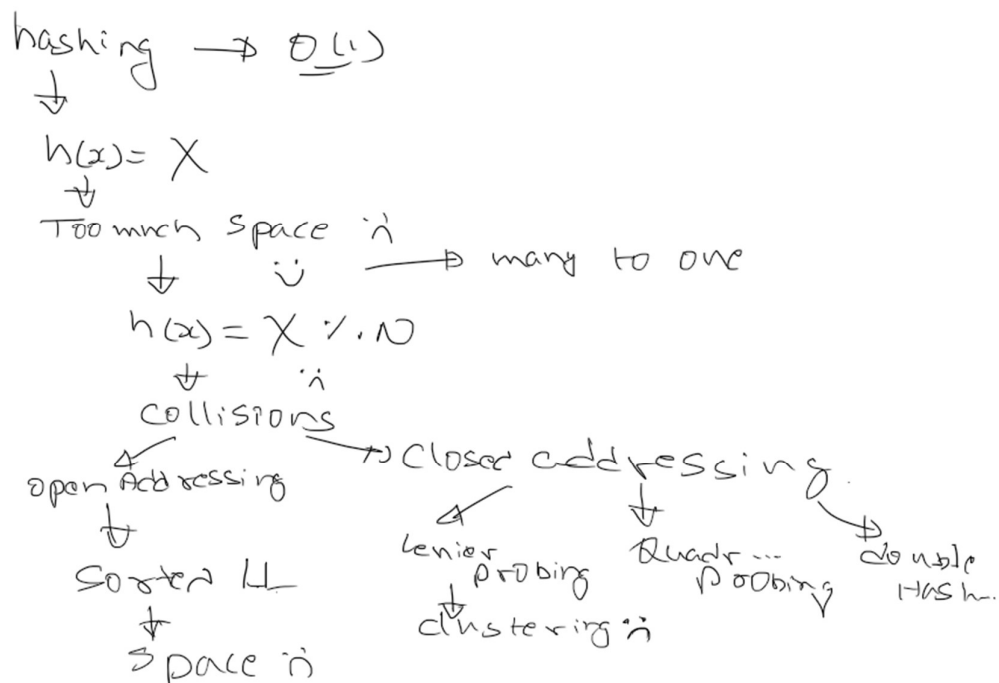 hashing → O(1)
h(x) = X
Too much space :(
:) → many to one
h(x) = X % N
:(
collisions
open Addressing
Closed addressing.
Sorted LL
Lenier probing
Quadr... probing
double Hash..
clustering :(
space :(